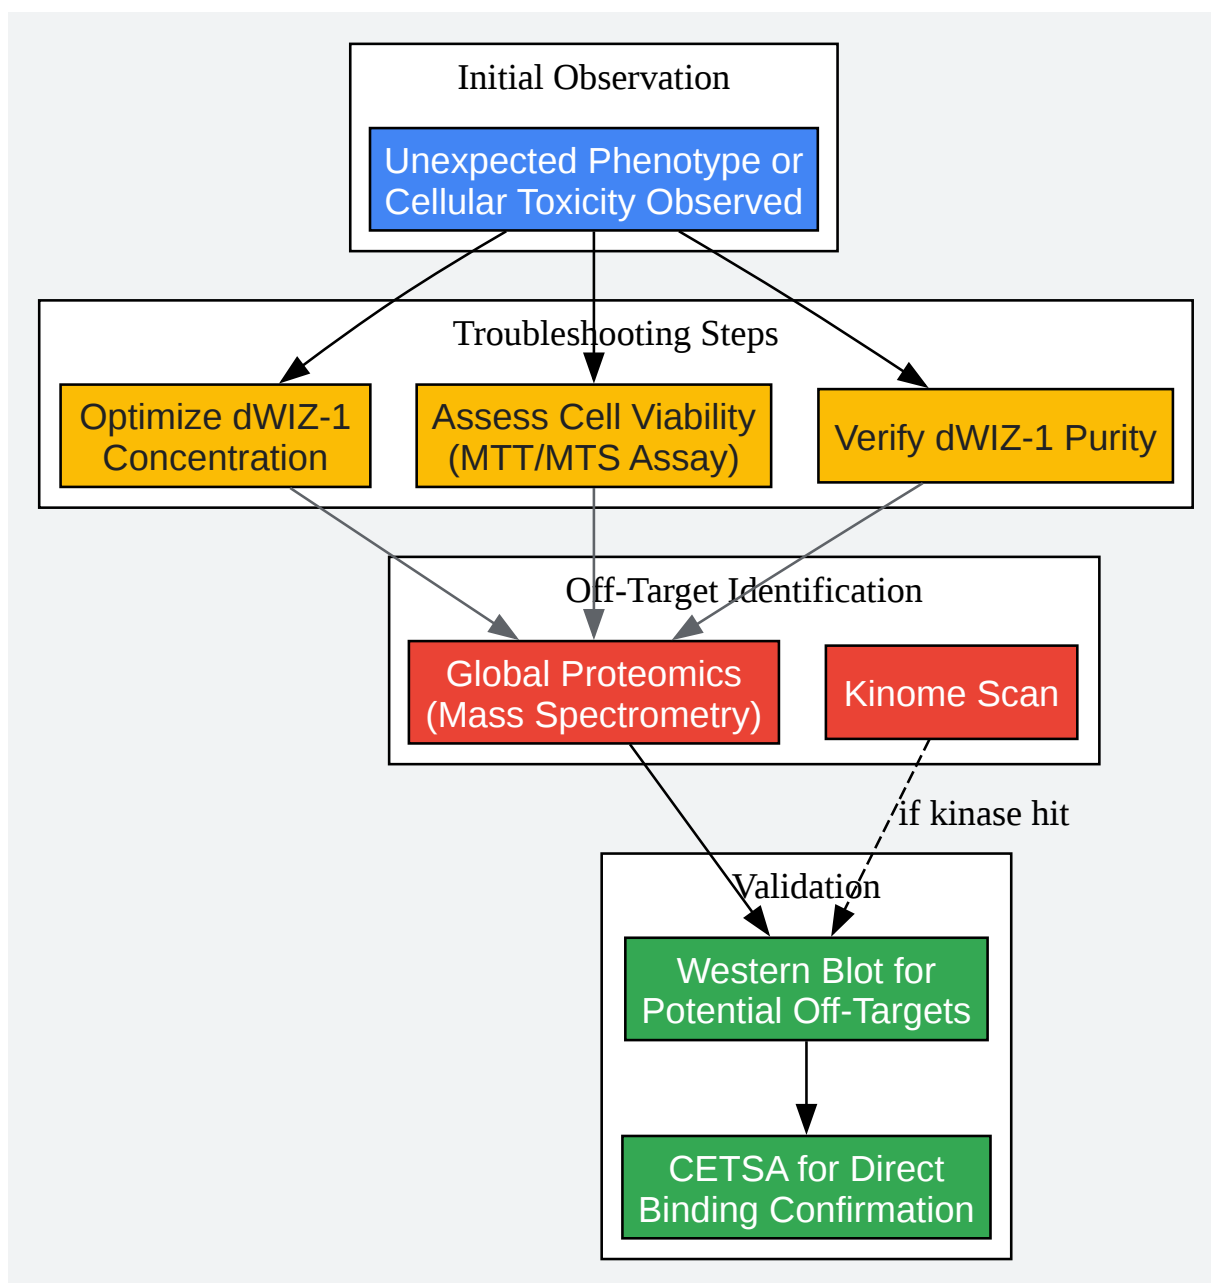 Initial Observation
Unexpected Phenotype or
Cellular Toxicity Observed
Troubleshooting Steps
Optimize dWIZ-1
Concentration
Assess Cell Viability
(MTT/MTS Assay)
Verify dWIZ-1 Purity
Off-Target Identification
Global Proteomics
(Mass Spectrometry)
Kinome Scan
if kinase hit
Validation
Western Blot for
Potential Off-Targets
CETSA for Direct
Binding Confirmation